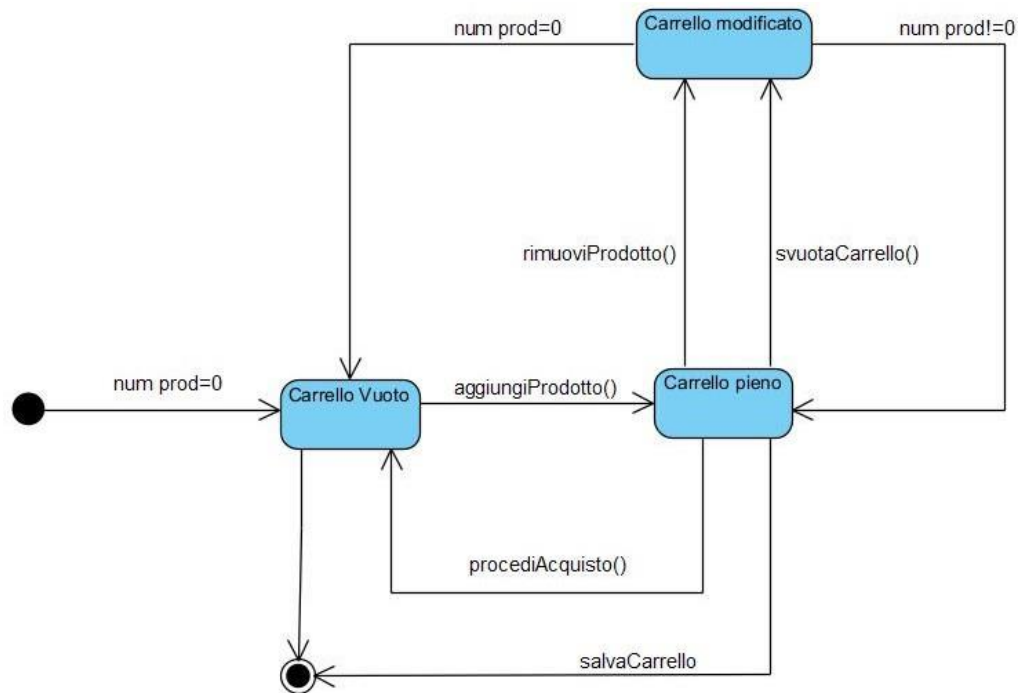 num prod=0
Carrello modificato
num prod!=0
rimuoviProdotto()
svuotaCarrello()
num prod=0
Carrello Vuoto
aggiungiProdotto()
Carrello pieno
procediAcquisto()
salvaCarrello